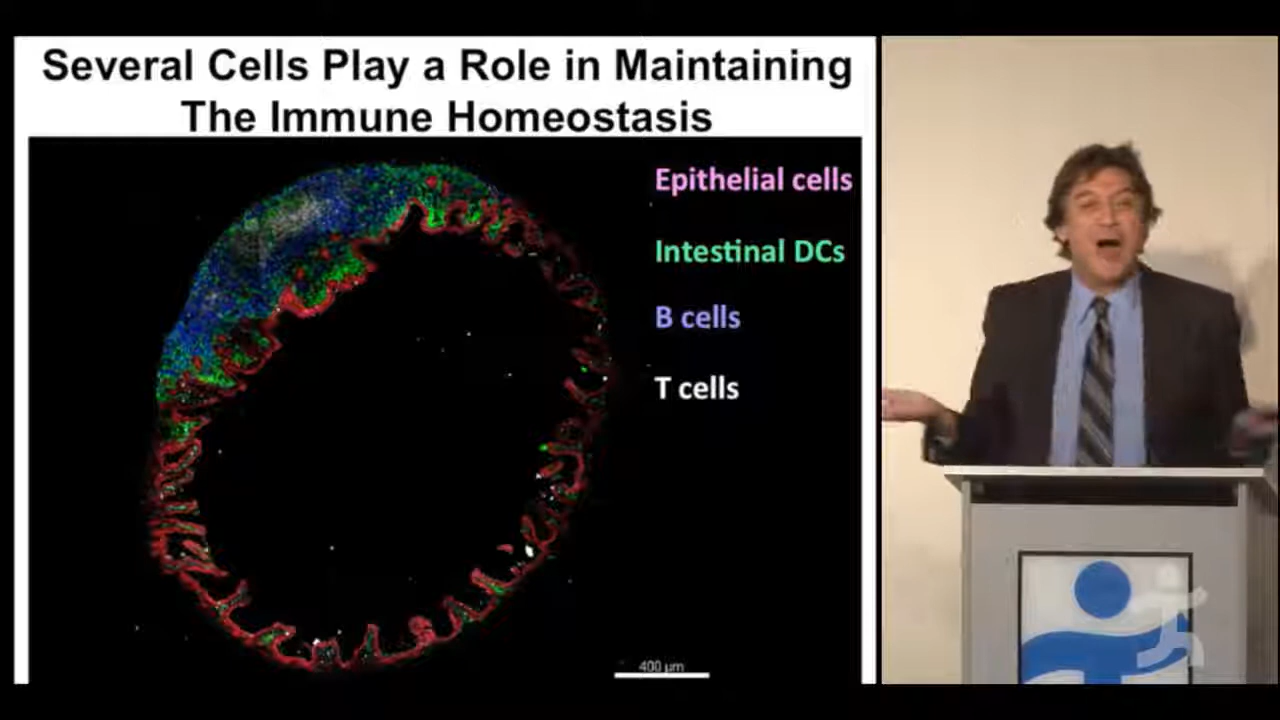 Several Cells Play a Role in Maintaining
The Immune Homeostasis
Epithelial cells
Intestinal DCs
B cells
T cells
400 µm